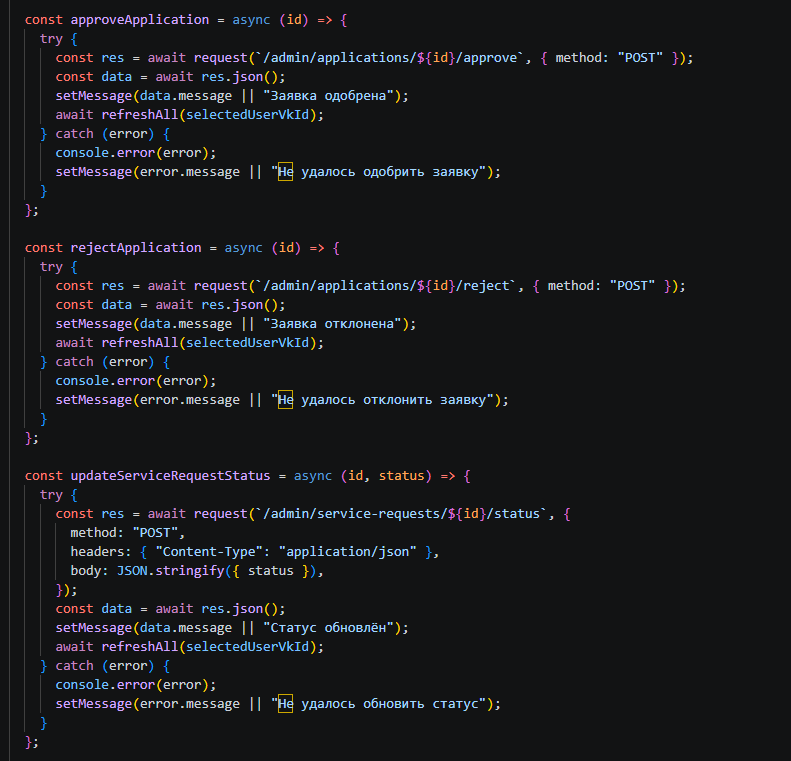 const approveApplication = async (id) => {
  try {
    const res = await request(`/admin/applications/${id}/approve`, { method: "POST" });
    const data = await res.json();
    setMessage(data.message || "Заявка одобрена");
    await refreshAll(selectedUserVkId);
  } catch (error) {
    console.error(error);
    setMessage(error.message || "Не удалось одобрить заявку");
  }
};

const rejectApplication = async (id) => {
  try {
    const res = await request(`/admin/applications/${id}/reject`, { method: "POST" });
    const data = await res.json();
    setMessage(data.message || "Заявка отклонена");
    await refreshAll(selectedUserVkId);
  } catch (error) {
    console.error(error);
    setMessage(error.message || "Не удалось отклонить заявку");
  }
};

const updateServiceRequestStatus = async (id, status) => {
  try {
    const res = await request(`/admin/service-requests/${id}/status`, {
      method: "POST",
      headers: { "Content-Type": "application/json" },
      body: JSON.stringify({ status }),
    });
    const data = await res.json();
    setMessage(data.message || "Статус обновлён");
    await refreshAll(selectedUserVkId);
  } catch (error) {
    console.error(error);
    setMessage(error.message || "Не удалось обновить статус");
  }
};